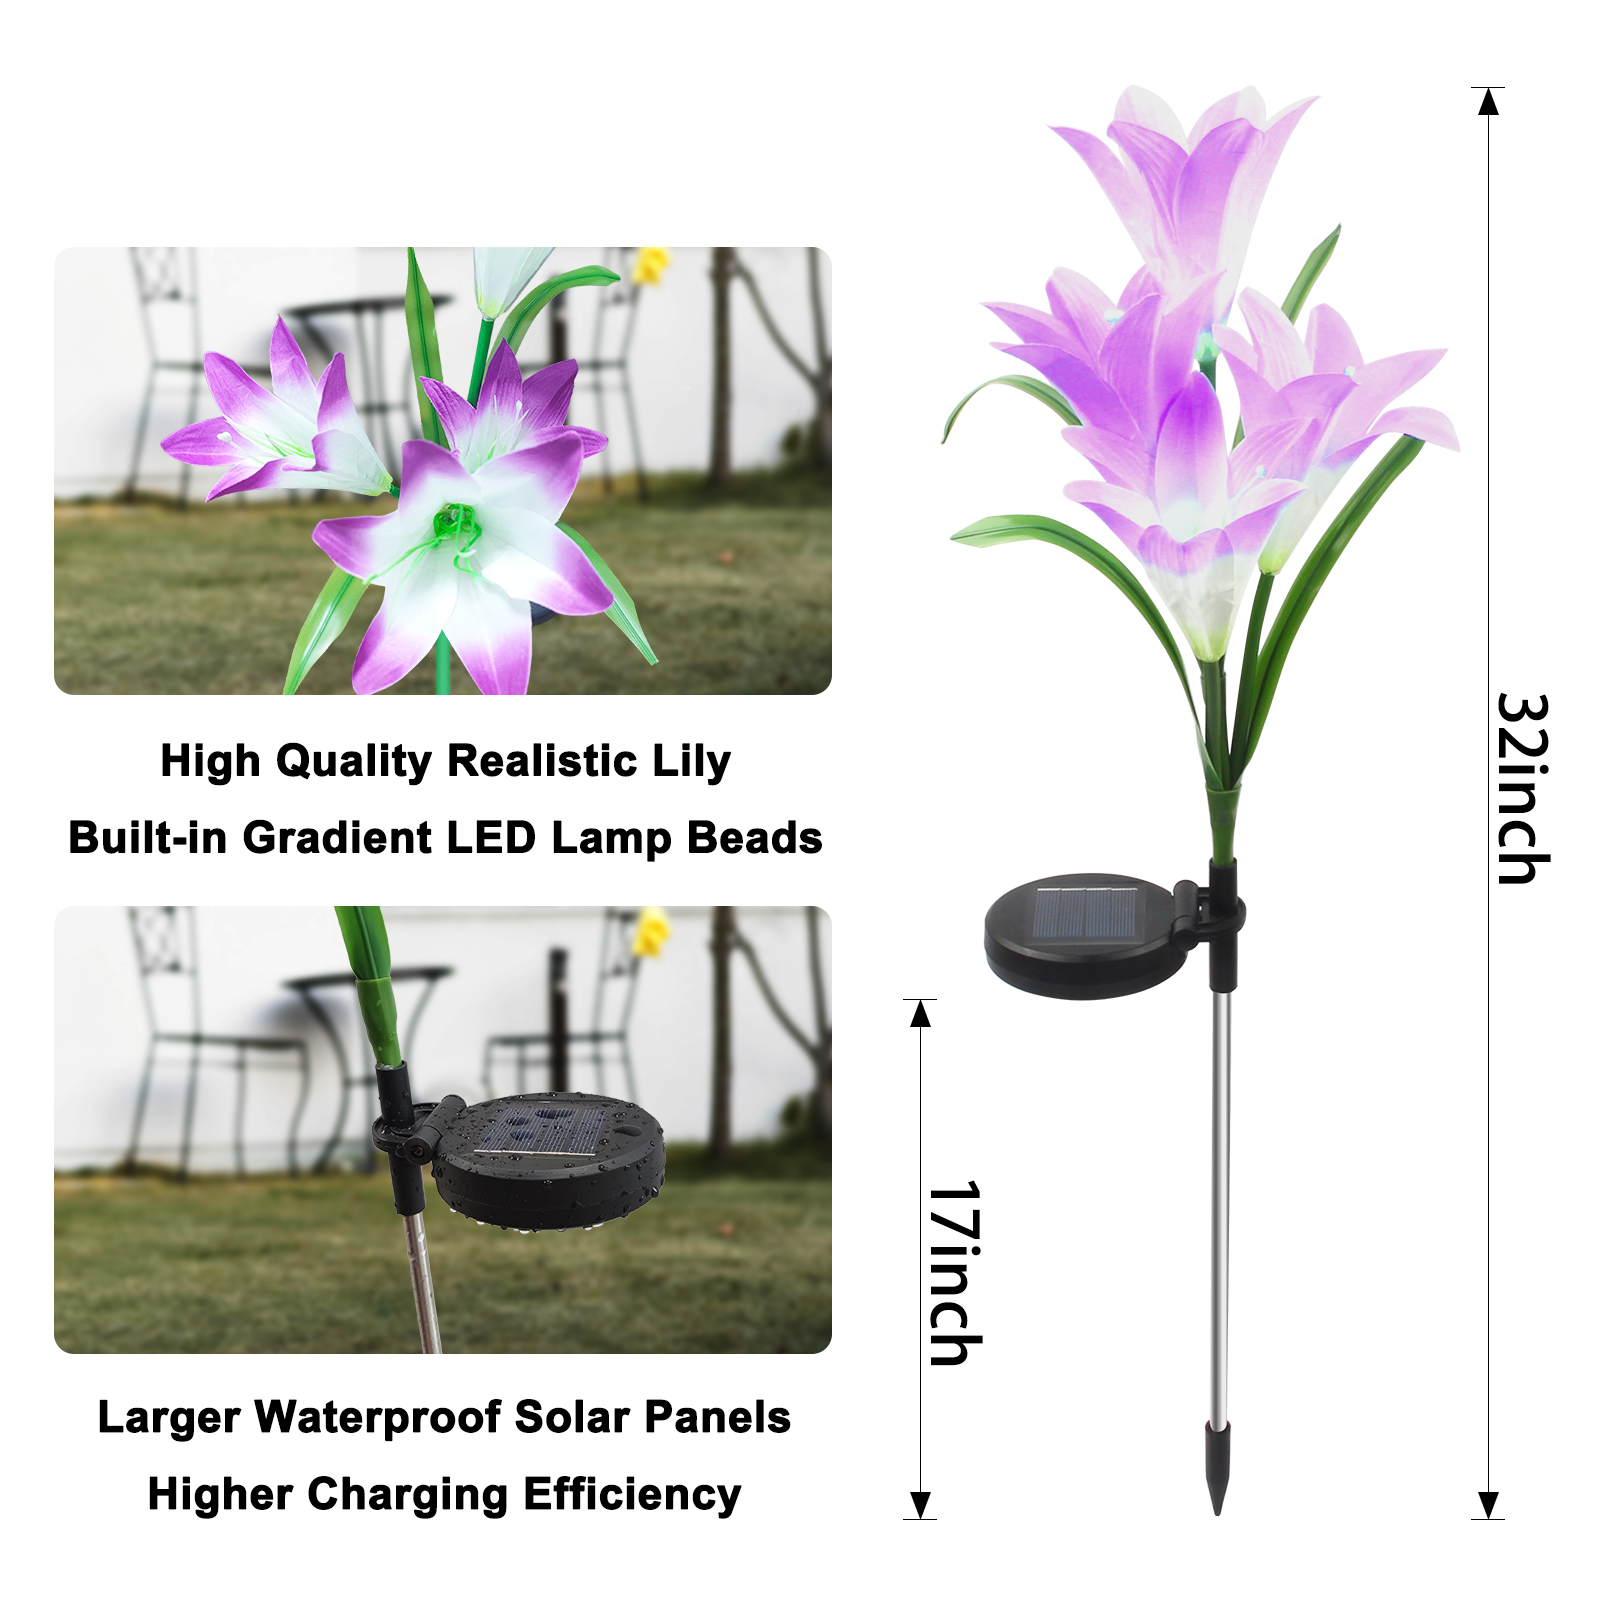 High Quality Realistic Lily
Built-in Gradient LED Lamp Beads
Larger Waterproof Solar Panels
Higher Charging Efficiency
17inch
32inch